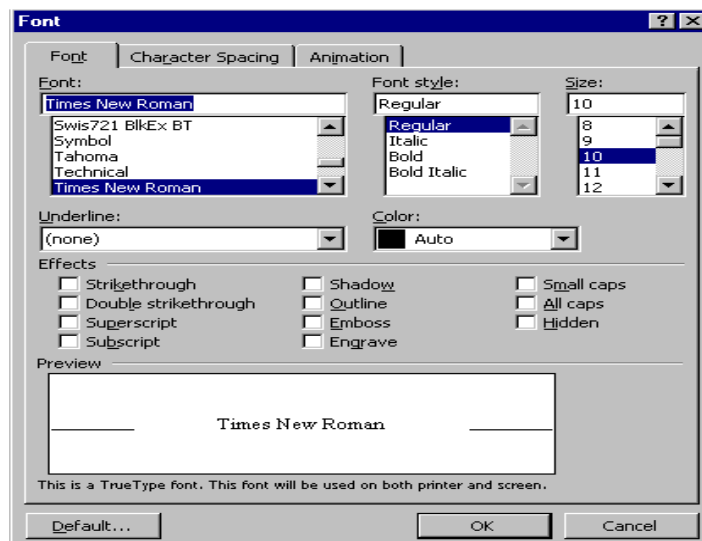 Font
Font Character Spacing Animation
Font: Font style: Size:
Times New Roman Regular 10
Swis721 BlkEx BT Regular 8
Symbol Italic 9
Tahoma Bold 10
Technical Bold Italic 11
Times New Roman 12
Underline: Color:
(none) Auto
Effects
Strikethrough Shadow Small caps
Double strikethrough Outline All caps
Superscript Emboss Hidden
Subscript Engrave
Preview
Times New Roman
This is a TrueType font. This font will be used on both printer and screen.
Default... OK Cancel